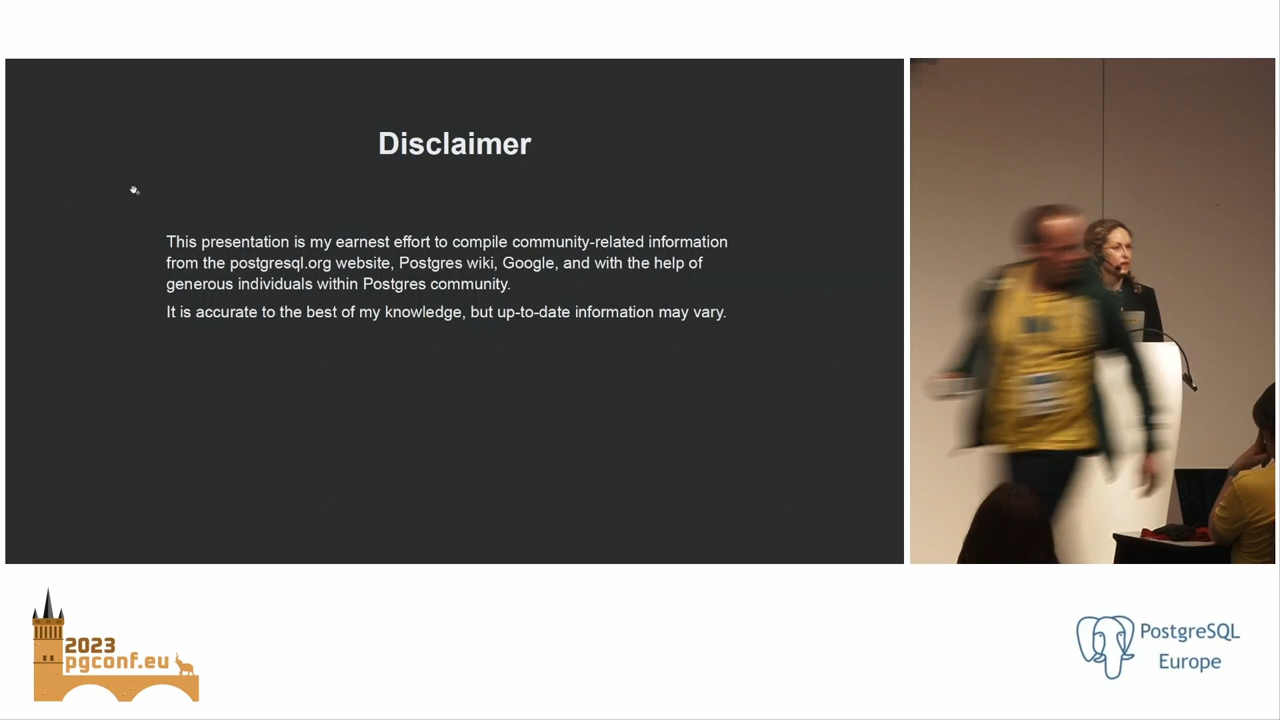 Disclaimer
This presentation is my earnest effort to compile community-related information
from the postgresql.org website, Postgres wiki, Google, and with the help of
generous individuals within Postgres community.
It is accurate to the best of my knowledge, but up-to-date information may vary.
2023
pgconf.eu
PostgreSQL
Europe